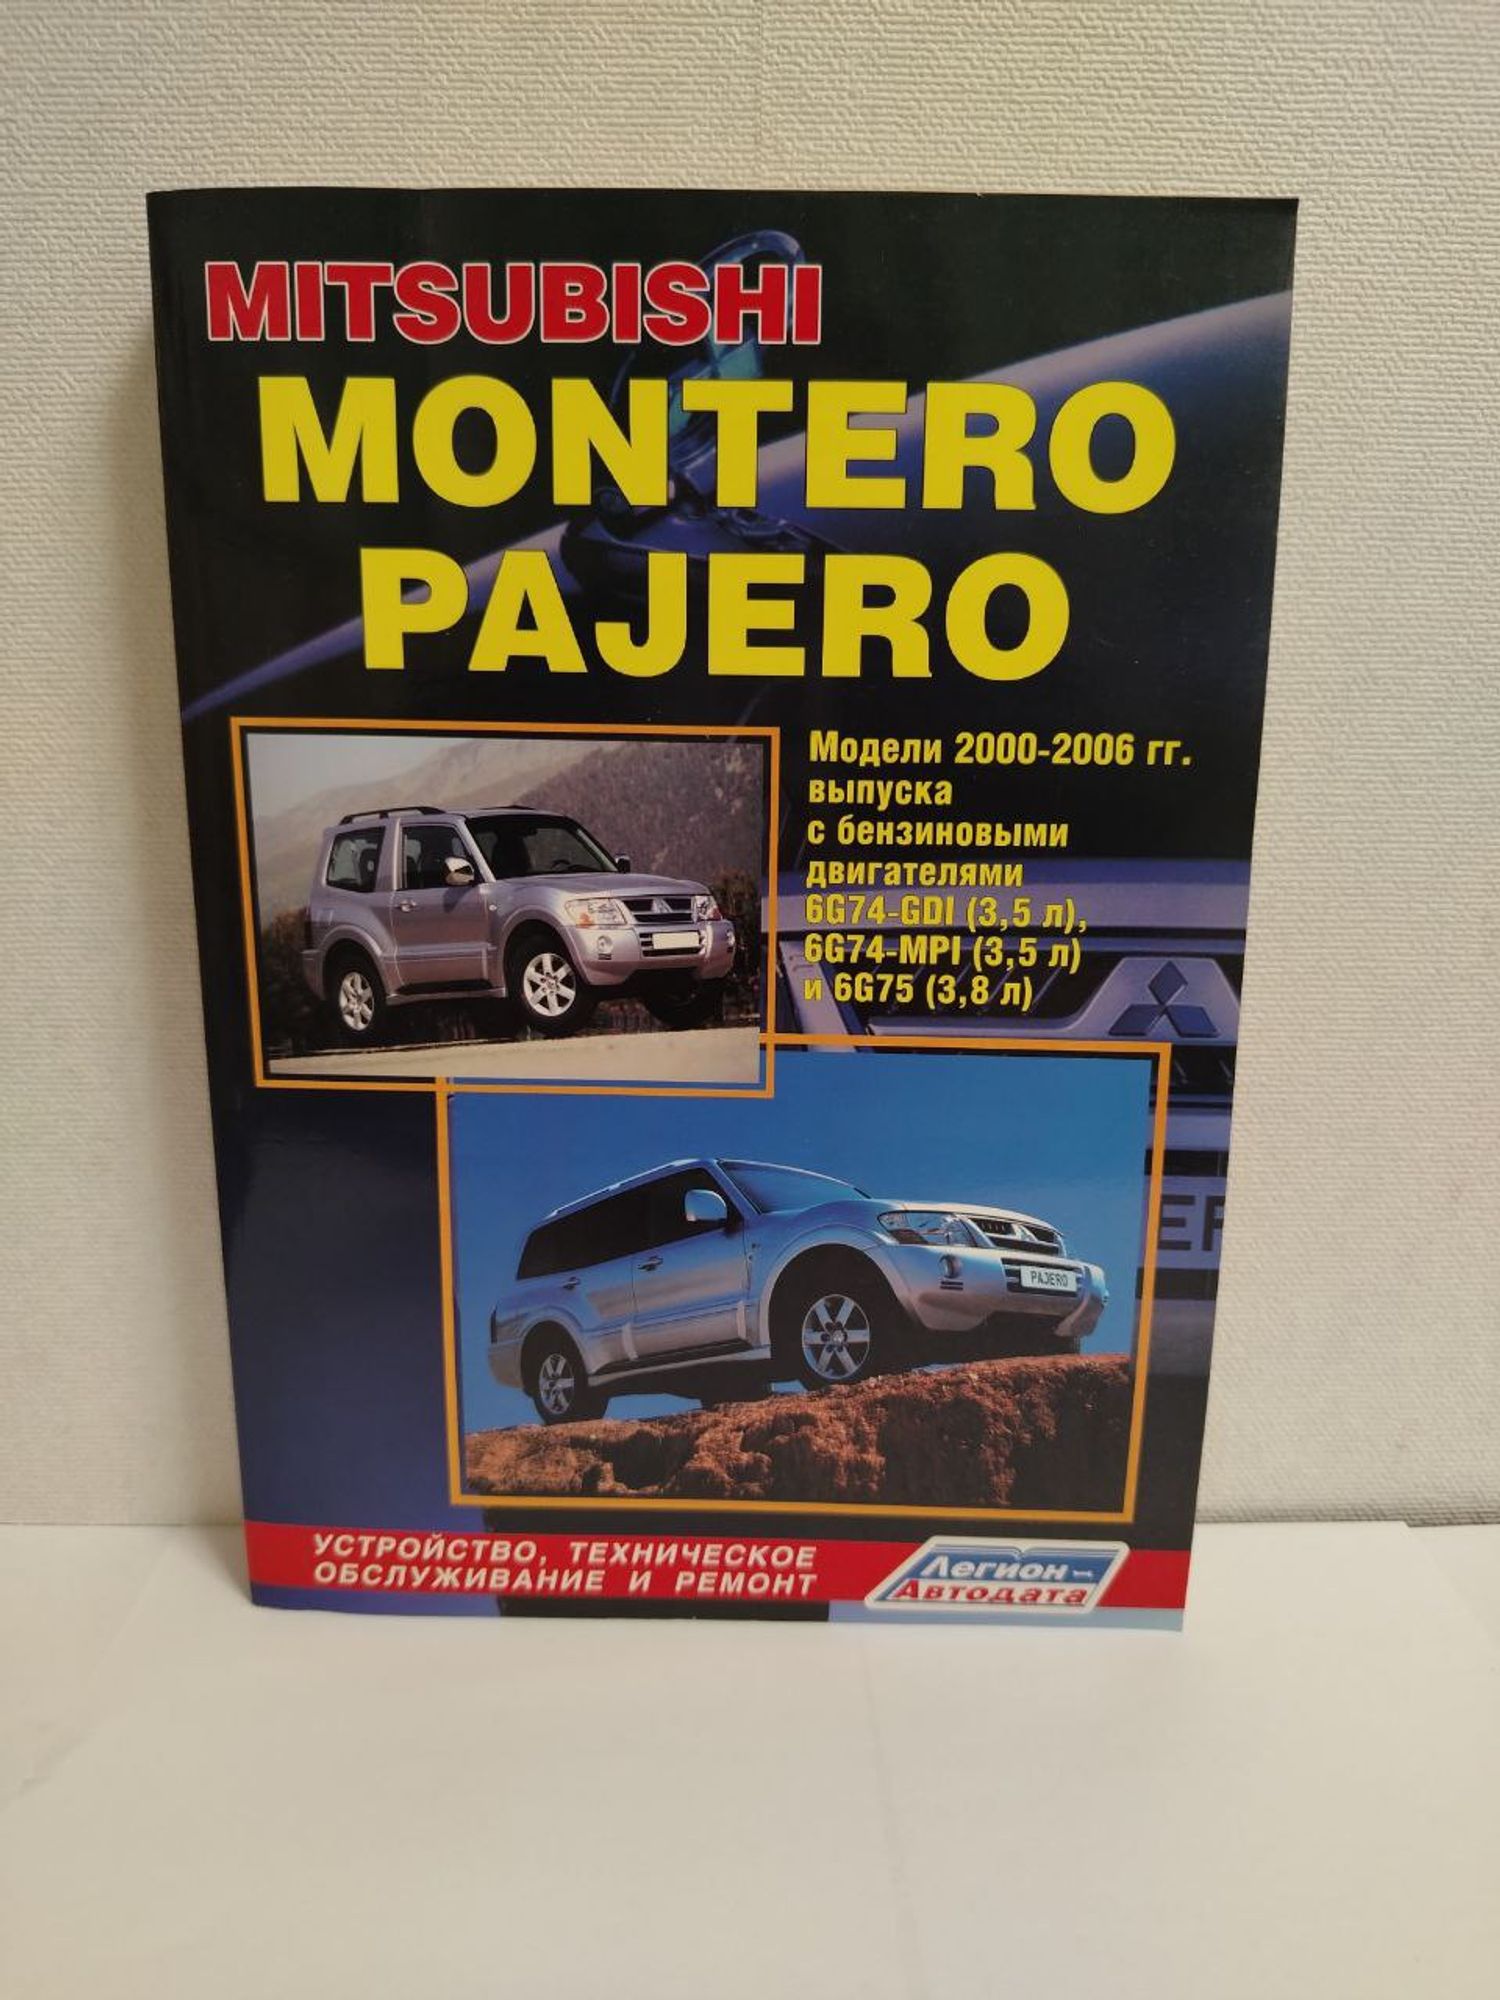 MITSUBISHI
MONTERO
PAJERO
Модели 2000-2006 гг.
выпуска
с бензиновыми
двигателями
6G74-GDI (3,5 л),
6G74-MPI (3,5 л)
и 6G75 (3,8 л)
ER
PAJERO
УСТРОЙСТВО, ТЕХНИЧЕСКОЕ
ОБСЛУЖИВАНИЕ И РЕМОНТ
Легион-
Автодата